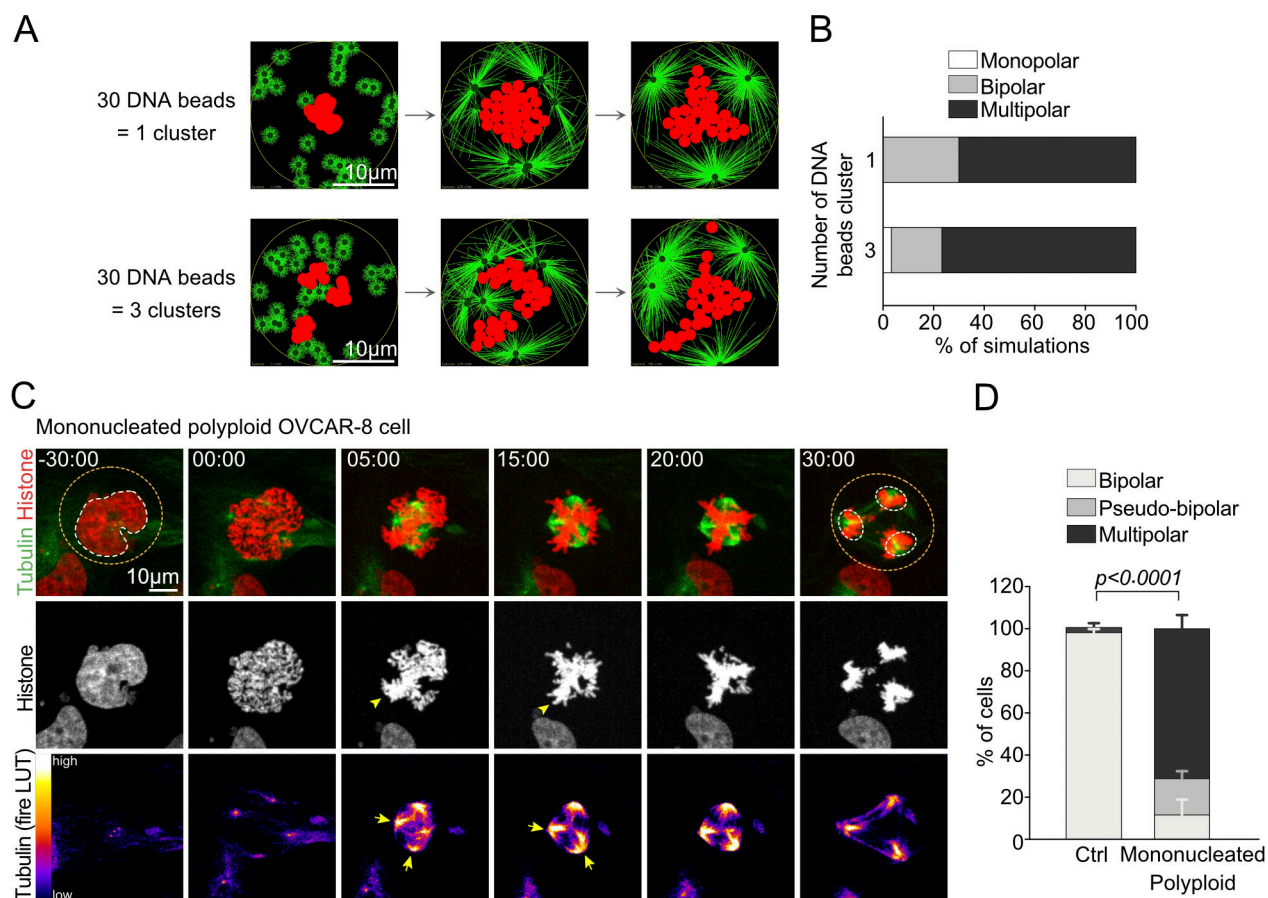 A
30 DNA beads
= 1 cluster
10µm
30 DNA beads
= 3 clusters
10µm
B
Monopolar
Bipolar
Multipolar
Number of DNA
beads cluster
1
3
0 20 40 60 80 100
% of simulations
C
Mononucleated polyploid OVCAR-8 cell
Tubulin Histone
-30:00 00:00 05:00 15:00 20:00 30:00
10µm
Histone
Tubulin (fire LUT)
high
low
D
Bipolar
Pseudo-bipolar
Multipolar
p<0.0001
% of cells
120
100
80
60
40
20
0
Ctrl Mononucleated
Polyploid